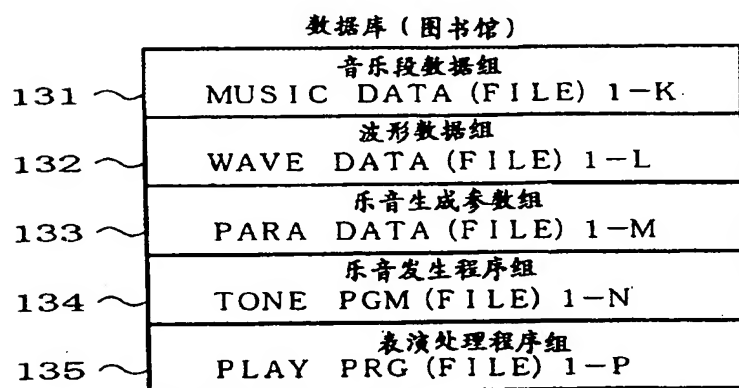 数据库(图书馆)
音乐段数据组
131 MUSIC DATA (FILE) 1-K
波形数据组
132 WAVE DATA (FILE) 1-L
乐音生成参数组
133 PARA DATA (FILE) 1-M
乐音发生程序组
134 TONE PGM (FILE) 1-N
表演处理程序组
135 PLAY PRG (FILE) 1-P